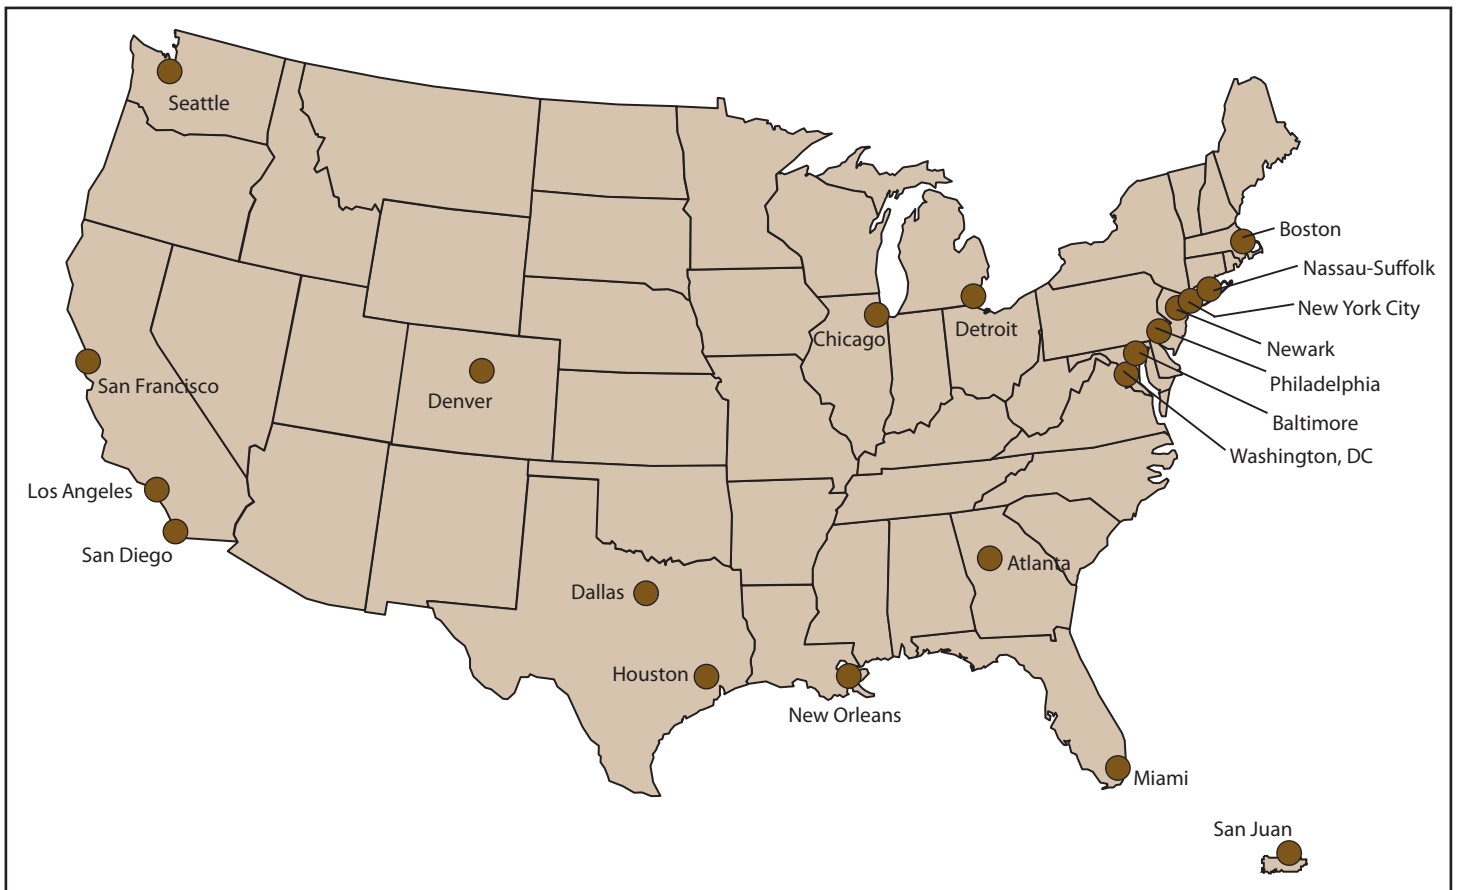 Seattle
Boston
Nassau-Suffolk
New York City
Chicago
Detroit
Newark
San Francisco
Denver
Philadelphia
Baltimore
Washington, DC
Los Angeles
San Diego
Atlanta
Dallas
Houston
New Orleans
Miami
San Juan